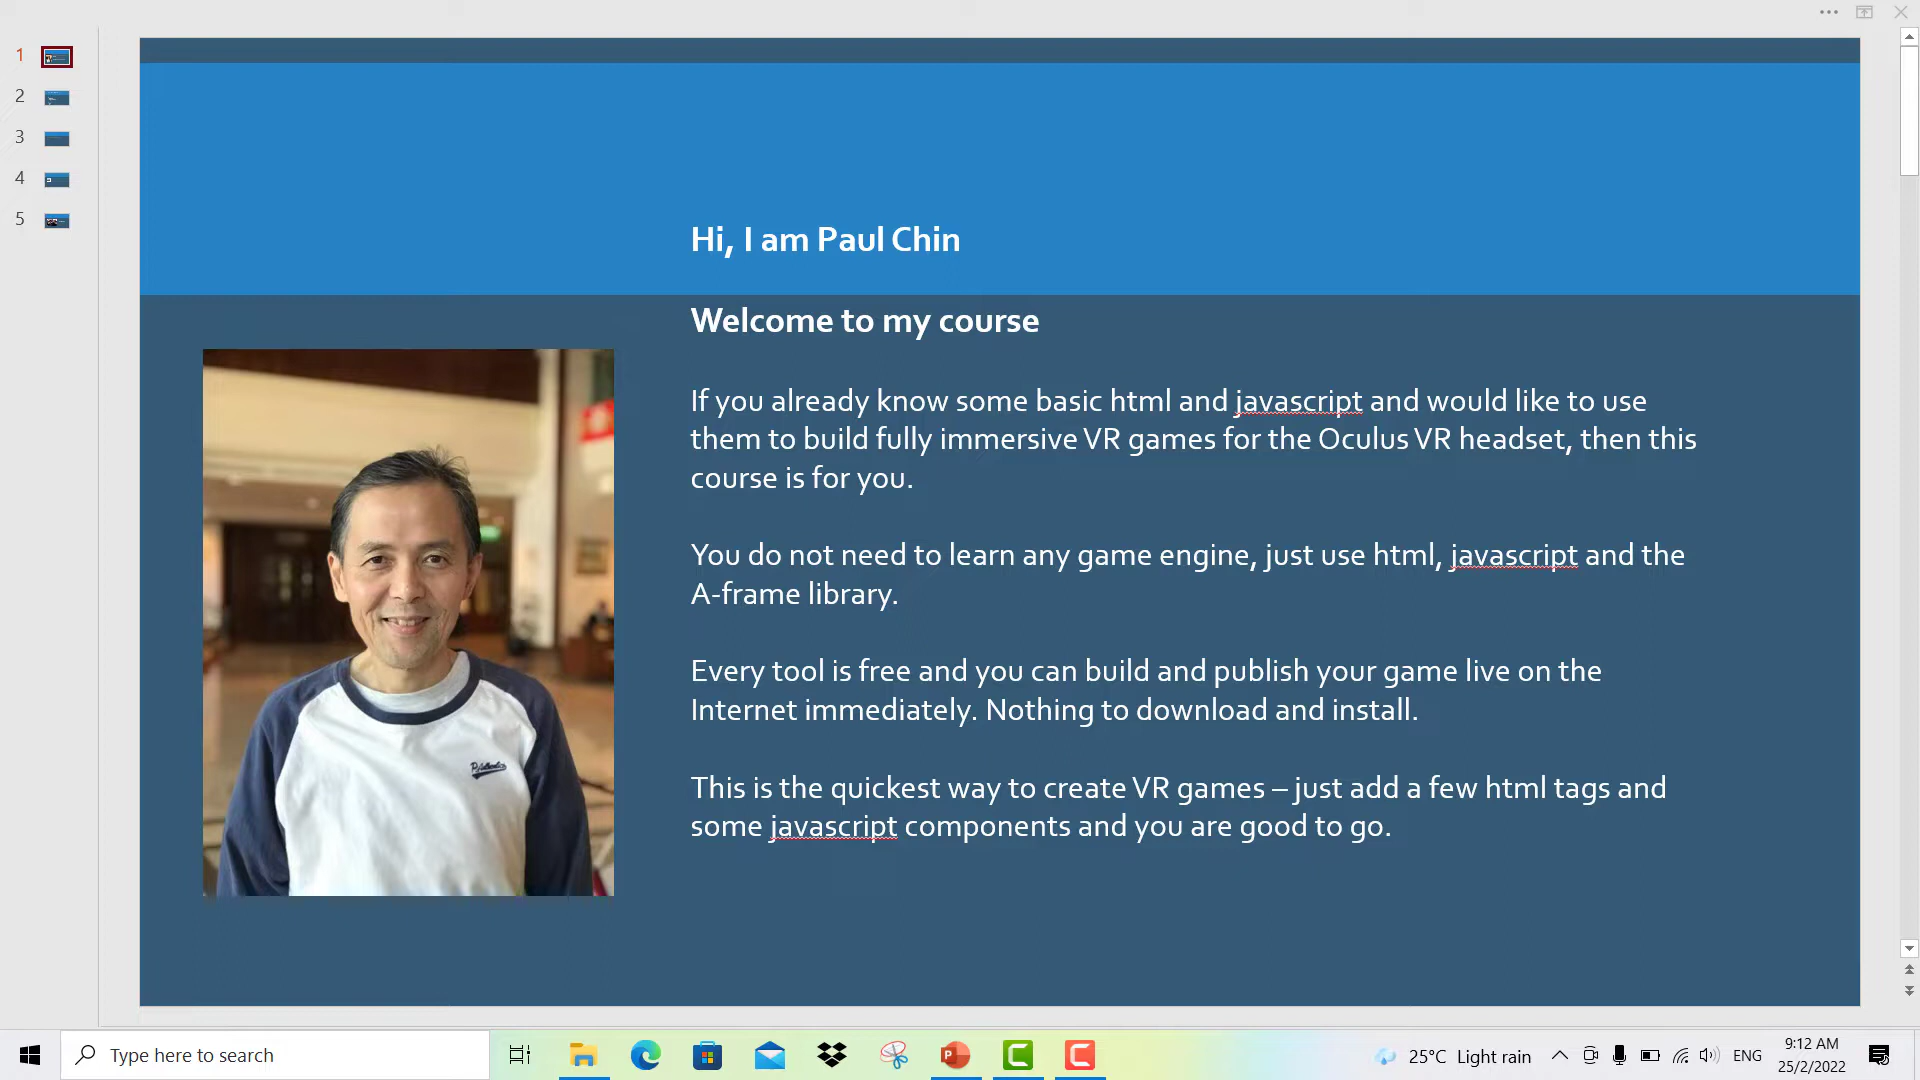 1
2
3
4
5
Hi, I am Paul Chin
Welcome to my course
If you already know some basic html and javascript and would like to use
them to build fully immersive VR games for the Oculus VR headset, then this
course is for you.
You do not need to learn any game engine, just use html, javascript and the
A-frame library.
Every tool is free and you can build and publish your game live on the
Internet immediately. Nothing to download and install.
This is the quickest way to create VR games – just add a few html tags and
some javascript components and you are good to go.
Type here to search
25°C Light rain
ENG
9:12 AM
25/2/2022